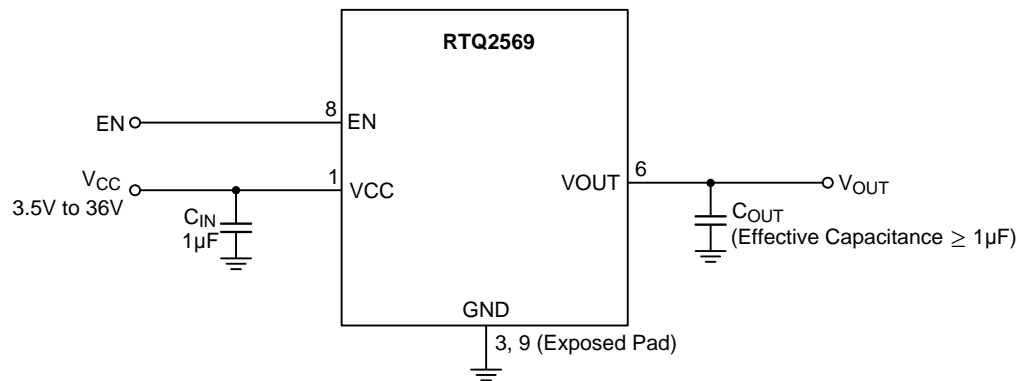 RTQ2569
8
EN
EN
VCC
1
VCC
3.5V to 36V
CIN
1µF
6
VOUT
VOUT
COUT
(Effective Capacitance ≥ 1µF)
GND
3, 9 (Exposed Pad)